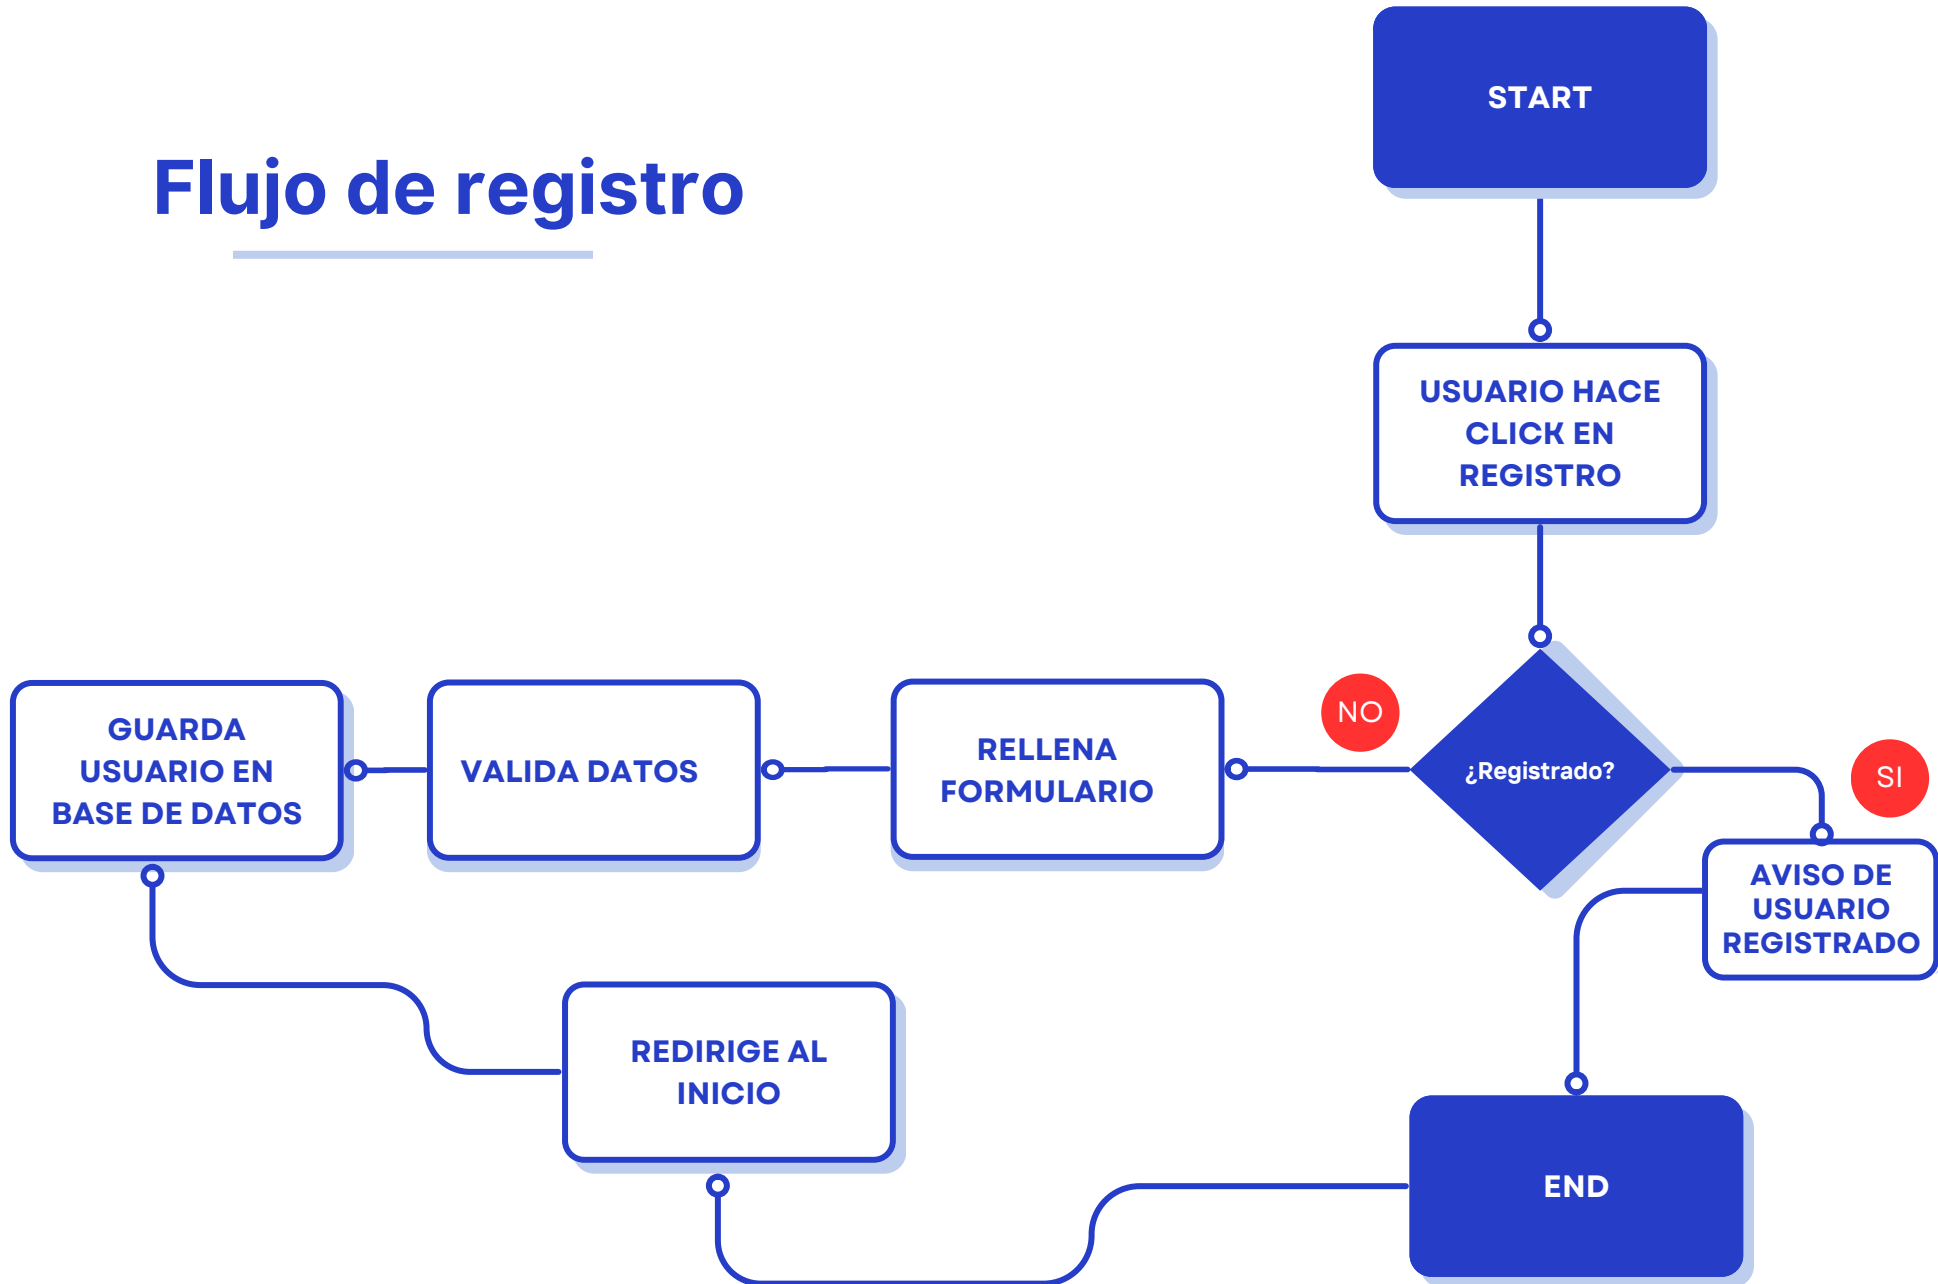 START
Flujo de registro
USUARIO HACE
CLICK EN
REGISTRO
¿Registrado?
NO
SI
RELLENA
FORMULARIO
VALIDA DATOS
GUARDA
USUARIO EN
BASE DE DATOS
AVISO DE
USUARIO
REGISTRADO
REDIRIGE AL
INICIO
END